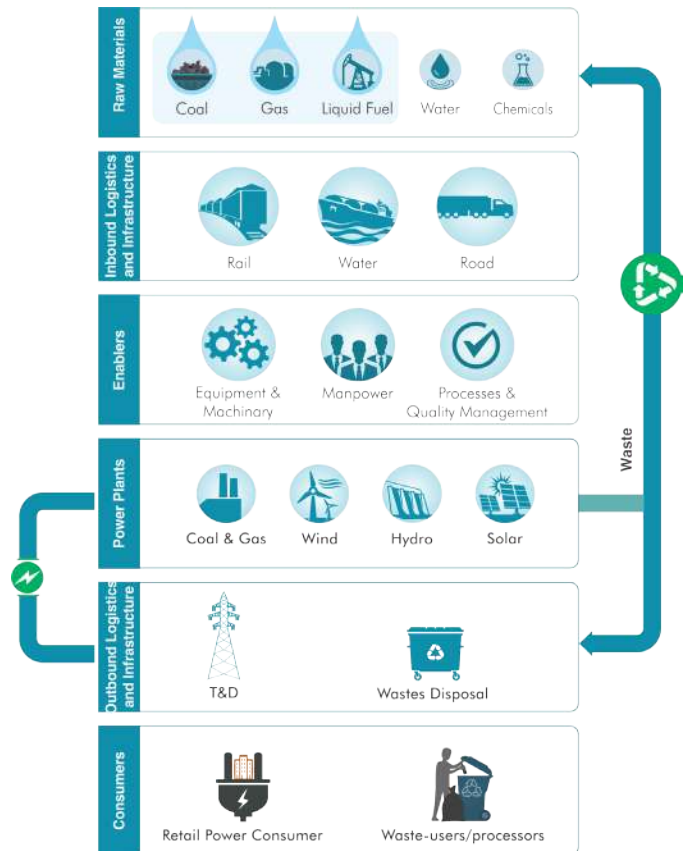 Raw Materials
Coal
Gas
Liquid Fuel
Water
Chemicals
Inbound Logistics
and Infrastructure
Rail
Water
Road
Enablers
Equipment &
Machinary
Manpower
Processes &
Quality Management
Power Plants
Coal & Gas
Wind
Hydro
Solar
Waste
Outbound Logistics
and Infrastructure
T&D
Wastes Disposal
Consumers
Retail Power Consumer
Waste-users/processors